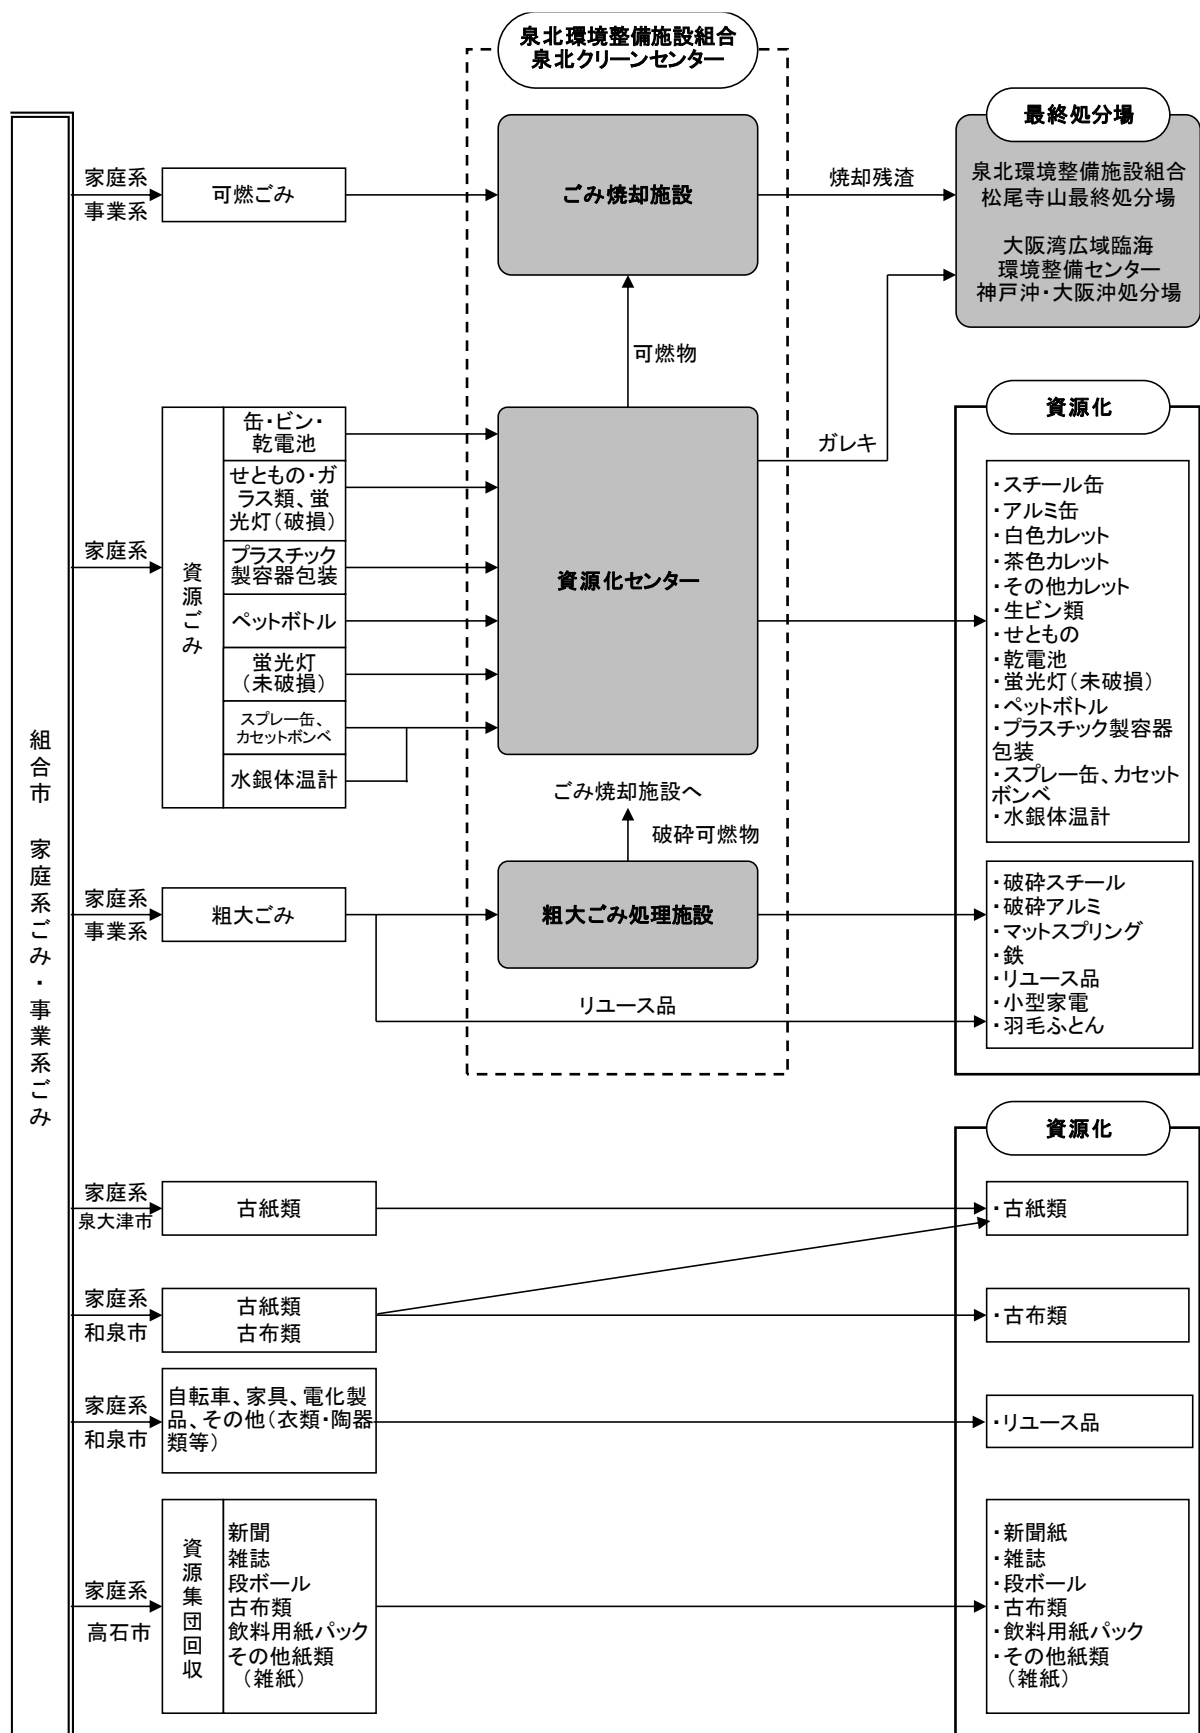 泉北環境整備施設組合
泉北クリーンセンター
組合市 家庭系ごみ・事業系ごみ
家庭系
事業系
可燃ごみ
ごみ焼却施設
焼却残渣
最終処分場
泉北環境整備施設組合
松尾寺山最終処分場
大阪湾広域臨海
環境整備センター
神戸沖・大阪沖処分場
可燃物
家庭系
資源ごみ
缶・ビン・
乾電池
せともの・ガ
ラス類、蛍
光灯(破損)
プラスチック
製容器包装
ペットボトル
蛍光灯
(未破損)
スプレー缶、
カセットボンベ
水銀体温計
資源化センター
ガレキ
資源化
・スチール缶
・アルミ缶
・白色カレット
・茶色カレット
・その他カレット
・生ビン類
・せともの
・乾電池
・蛍光灯(未破損)
・ペットボトル
・プラスチック製容器
包装
・スプレー缶、カセット
ボンベ
・水銀体温計
ごみ焼却施設へ
破砕可燃物
家庭系
事業系
粗大ごみ
粗大ごみ処理施設
リユース品
・破砕スチール
・破砕アルミ
・マットスプリング
・鉄
・リユース品
・小型家電
・羽毛ふとん
資源化
家庭系
泉大津市
古紙類
・古紙類
家庭系
和泉市
古紙類
古布類
・古布類
家庭系
和泉市
自転車、家具、電化製
品、その他(衣類・陶器
類等)
・リユース品
家庭系
高石市
資源集団回収
新聞
雑誌
段ボール
古布類
飲料用紙パック
その他紙類
(雑紙)
・新聞紙
・雑誌
・段ボール
・古布類
・飲料用紙パック
・その他紙類
(雑紙)